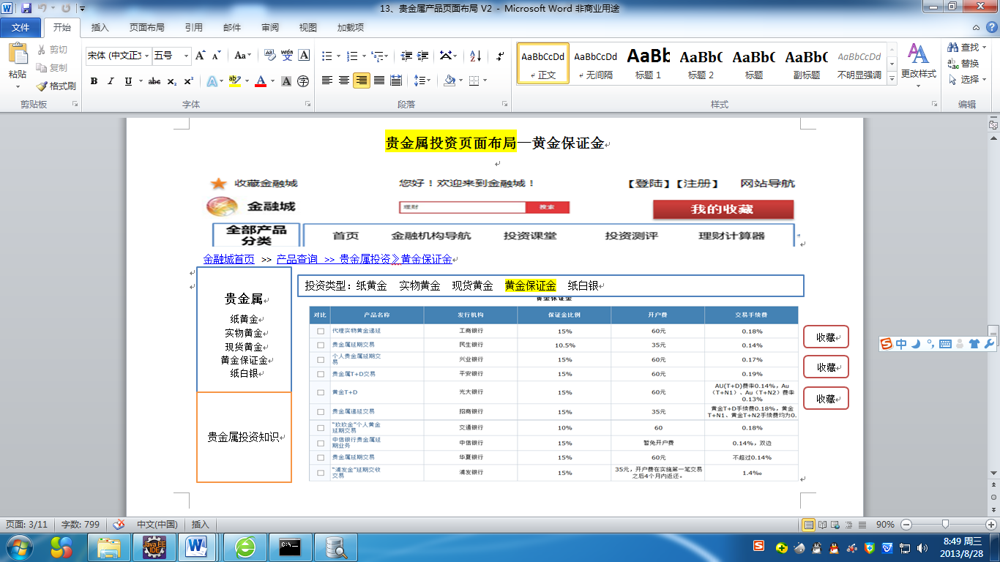 13、贵金属产品页面布局 V2 - Microsoft Word 非商业用途
文件 开始 插入 页面布局 引用 邮件 审阅 视图 加载项
剪切
复制
格式刷
粘贴
宋体 (中文正文 五号
AaBbCcDd AaBbCcDd AaBb AaBbC AaBbC AaBbC AaBbCcDd
正文 无间隔 标题 1 标题 2 标题 副标题 不明显强调
更改样式
查找
替换
选择
剪贴板 字体 段落 样式 编辑
贵金属投资页面布局—黄金保证金
收藏金融城 您好！欢迎来到金融城！ 【登陆】【注册】 网站导航
金融城 理财 搜索 我的收藏
全部产品分类 首页 金融机构导航 投资课堂 投资测评 理财计算器
金融城首页 >> 产品查询 >> 贵金属投资》黄金保证金
贵金属
纸黄金
实物黄金
现货黄金
黄金保证金
纸白银
贵金属投资知识
投资类型：纸黄金 实物黄金 现货黄金 黄金保证金 纸白银
黄金保证金
对比 产品名称 发行机构 保证金比例 开户费 交易手续费
代理实物黄金递延 工商银行 15% 60元 0.18%
贵金属延期交易 民生银行 10.5% 35元 0.14%
个人贵金属延期交易 兴业银行 15% 60元 0.17%
贵金属T+D交易 平安银行 15% 60元 0.19%
黄金T+D 光大银行 15% 60元 AU(T+D)费率0.14%，Au（T+N1）、Au（T+N2）费率0.13%
贵金属递延交易 招商银行 15% 35元 黄金T+D手续费0.18%，黄金T+N1、黄金T+N2手续费均为0.
"玖玖金"个人黄金延期交易 交通银行 10% 60 0.18%
中信银行贵金属延期业务 中信银行 15% 暂免开户费 0.14%，双边
贵金属延期交易 华夏银行 15% 60元 不超过0.14%
"浦发金"延期交收交易 浦发银行 15% 35元，开户费在实施第一笔交易之后4个月内返还。 1.4‰
收藏
收藏
收藏
中
页面: 3/11 字数: 799 中文(中国) 插入 90%
8:49 周三
2013/8/28